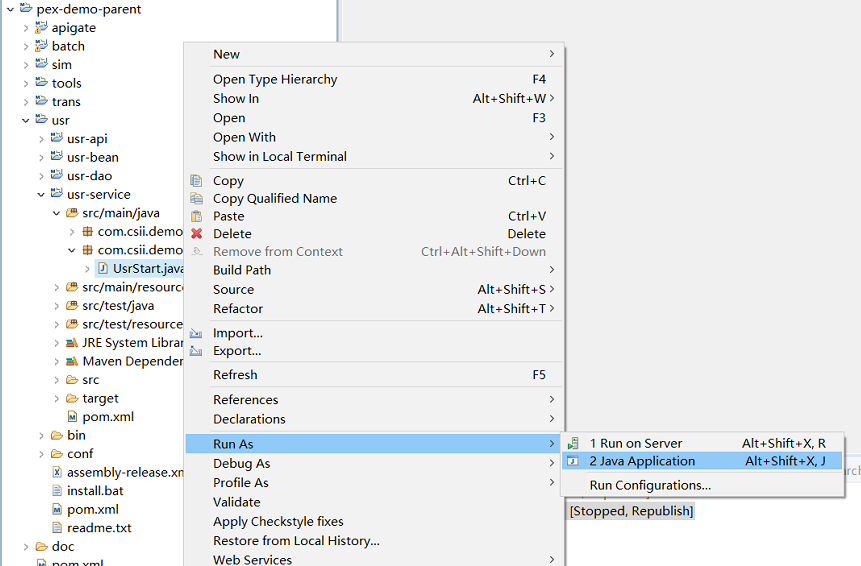 pex-demo-parent
apigate
batch
sim
tools
trans
usr
usr-api
usr-bean
usr-dao
usr-service
src/main/java
com.csii.demo
com.csii.demo
UsrStart.java
src/main/resource
src/test/java
src/test/resource
JRE System Librar
Maven Depender
src
target
pom.xml
bin
conf
assembly-release.xm
install.bat
pom.xml
readme.txt
doc
pom.xml
New
Open Type Hierarchy F4
Show In Alt+Shift+W
Open F3
Open With
Show in Local Terminal
Copy Ctrl+C
Copy Qualified Name
Paste Ctrl+V
Delete Delete
Remove from Context Ctrl+Alt+Shift+Down
Build Path
Source Alt+Shift+S
Refactor Alt+Shift+T
Import...
Export...
Refresh F5
References
Declarations
Run As
Debug As
Profile As
Validate
Apply Checkstyle fixes
Restore from Local History...
Web Services
1 Run on Server Alt+Shift+X, R
2 Java Application Alt+Shift+X, J
Run Configurations...
arch
[Stopped, Republish]